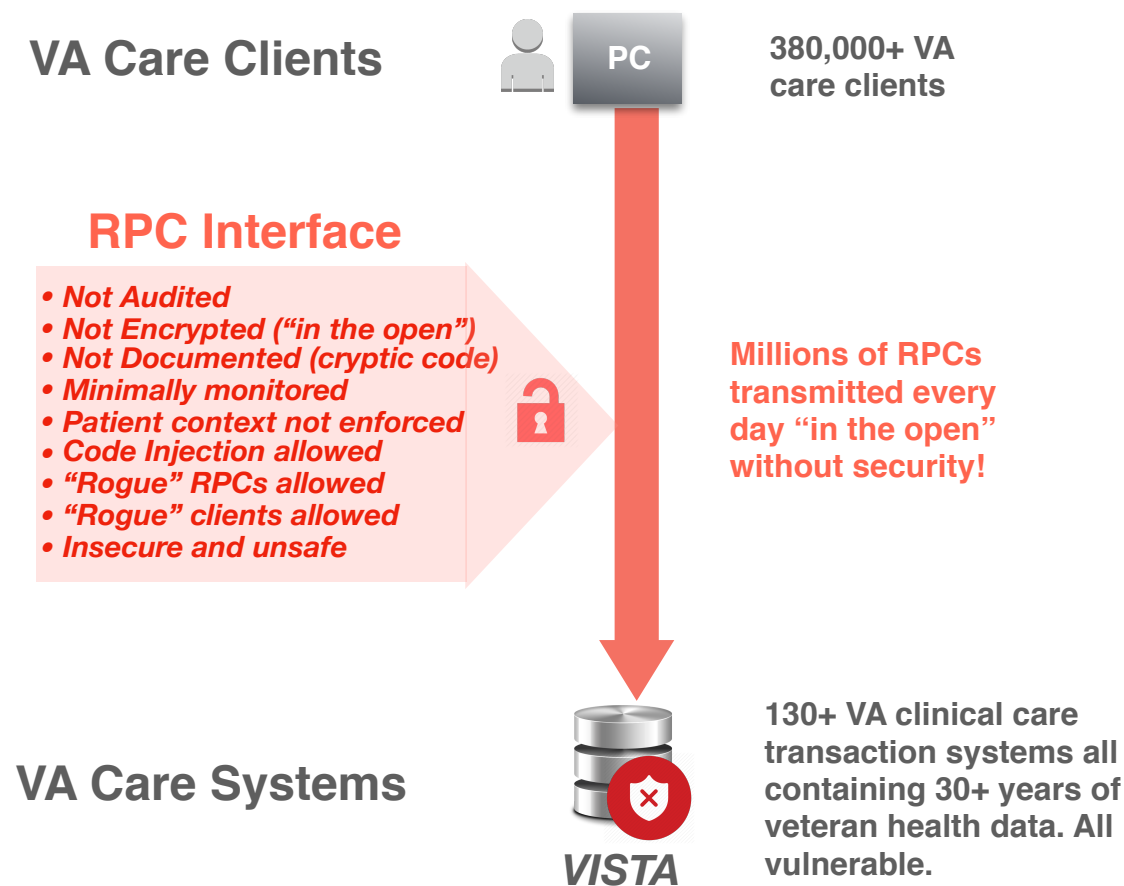 VA Care Clients
PC
380,000+ VA
care clients
RPC Interface
• Not Audited
• Not Encrypted (“in the open”)
• Not Documented (cryptic code)
• Minimally monitored
• Patient context not enforced
• Code Injection allowed
• “Rogue” RPCs allowed
• “Rogue” clients allowed
• Insecure and unsafe
Millions of RPCs
transmitted every
day “in the open”
without security!
VA Care Systems
VISTA
130+ VA clinical care
transaction systems all
containing 30+ years of
veteran health data. All
vulnerable.